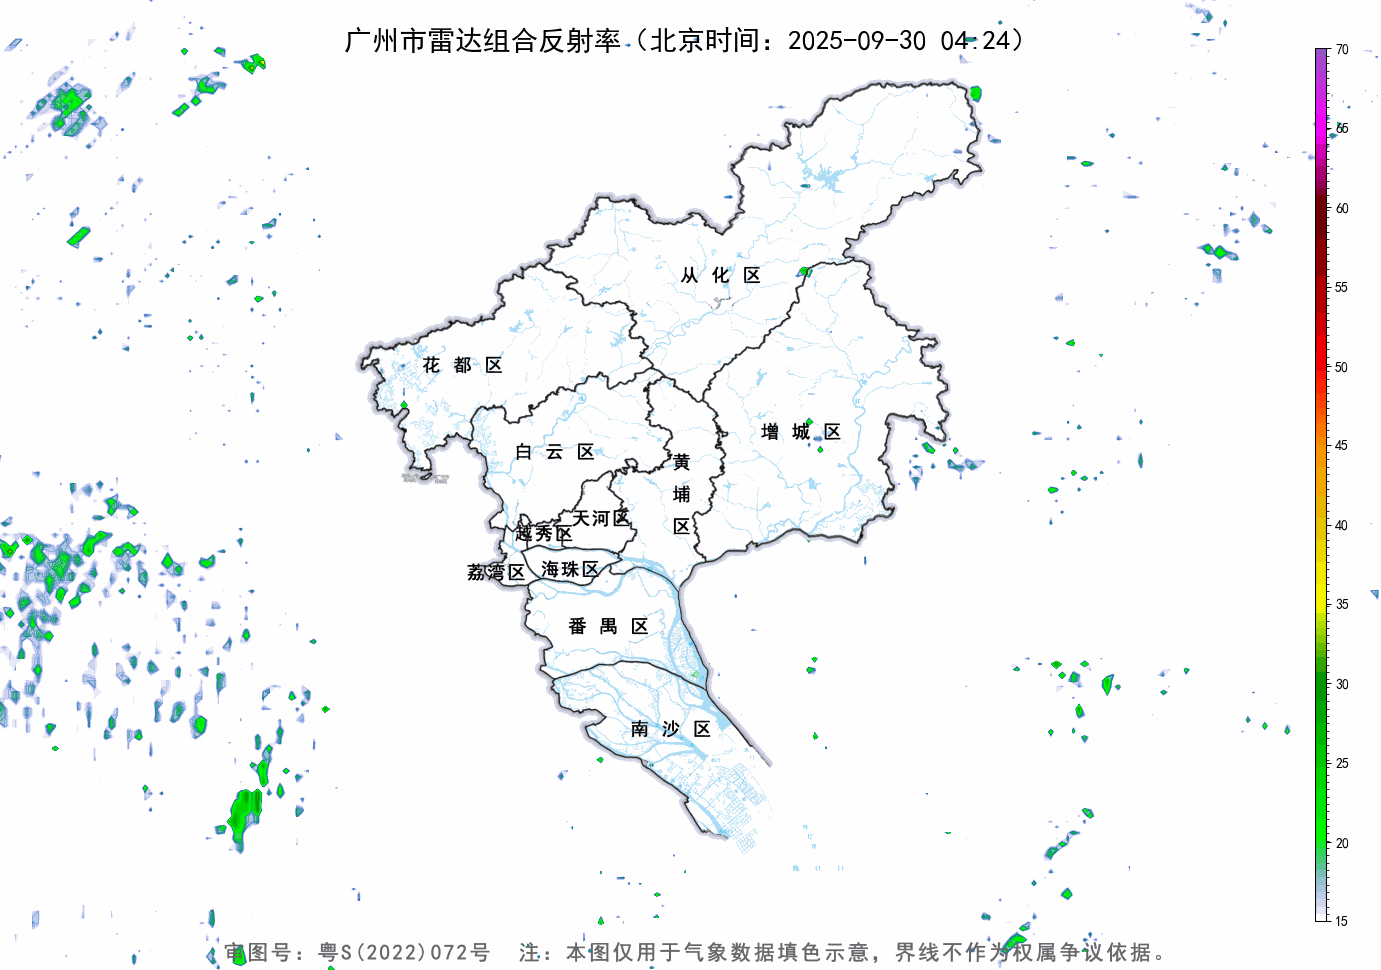 广州市雷达组合反射率（北京时间：2025-09-30 04:24）
70
65
60
55
50
45
40
35
30
25
20
15
从化区
花都区
增城区
白云区
黄埔区
天河区
越秀区
荔湾区
海珠区
番禺区
南沙区
审图号：粤S(2022)072号 注：本图仅用于气象数据填色示意，界线不作为权属争议依据。